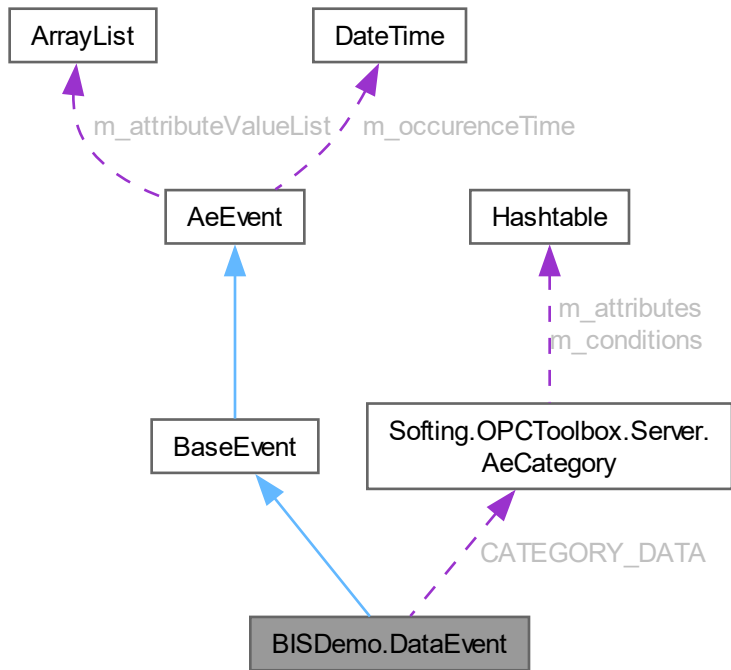 ArrayList
DateTime
m_attributeValueList
m_occurenceTime
AeEvent
Hashtable
m_attributes
m_conditions
BaseEvent
Softing.OPCToolbox.Server.
AeCategory
CATEGORY_DATA
BISDemo.DataEvent